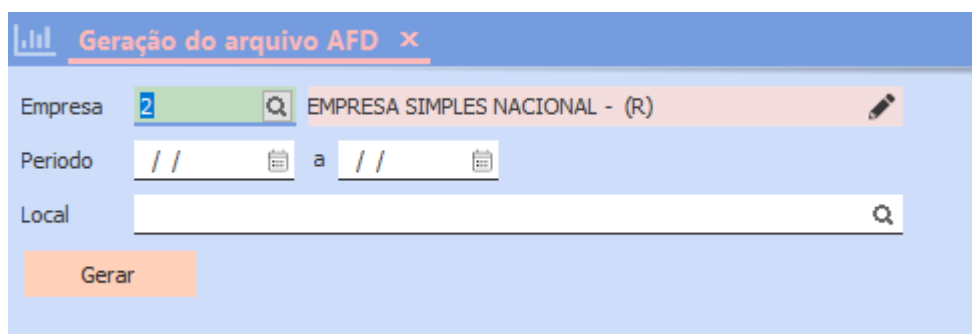 Geração do arquivo AFD ×
Empresa 2 EMPRESA SIMPLES NACIONAL - (R)
Periodo / / a / /
Local
Gerar